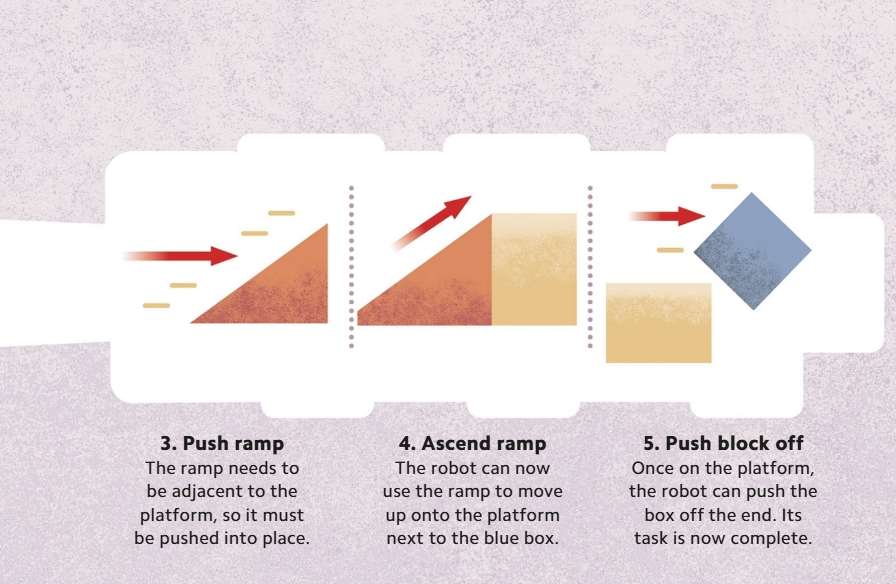 3. Push ramp
The ramp needs to
be adjacent to the
platform, so it must
be pushed into place.
4. Ascend ramp
The robot can now
use the ramp to move
up onto the platform
next to the blue box.
5. Push block off
Once on the platform,
the robot can push the
box off the end. Its
task is now complete.